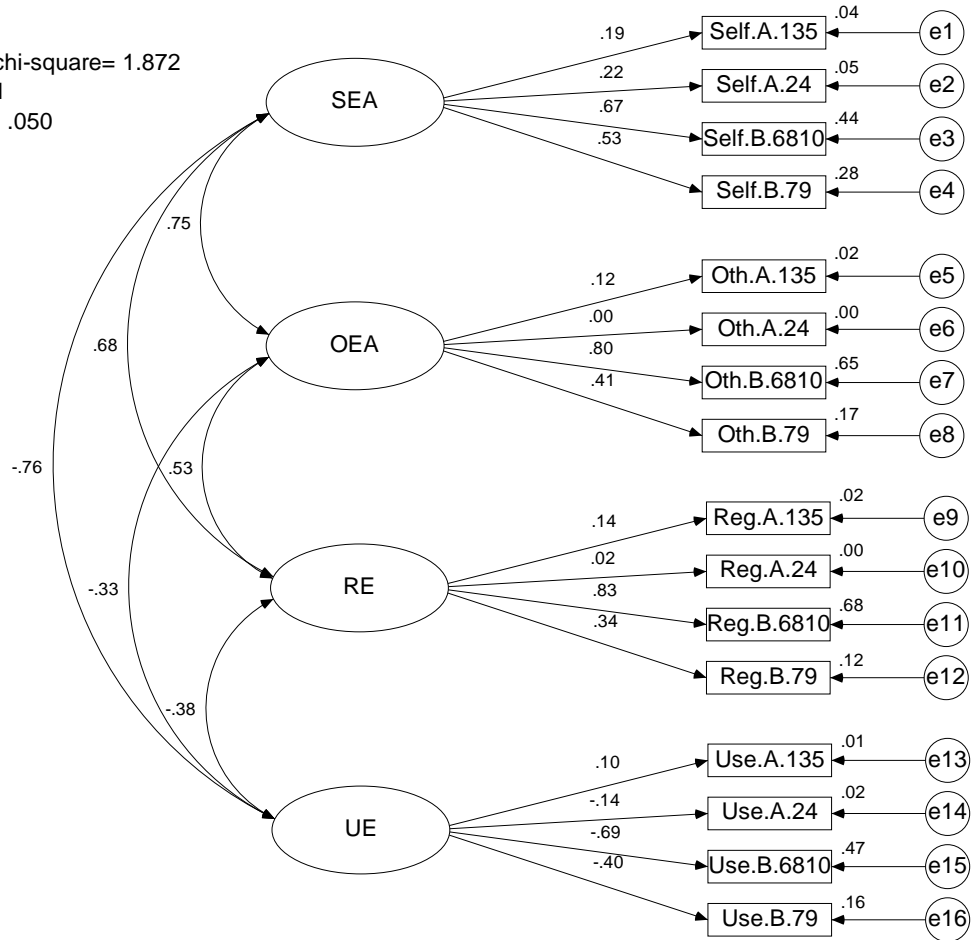 chi-square= 1.872
.050
SEA
OEA
RE
UE
.75
.68
-.76
.53
-.33
-.38
.19
.22
.67
.53
.12
.00
.80
.41
.14
.02
.83
.34
.10
-.14
-.69
-.40
Self.A.135 .04 e1
Self.A.24 .05 e2
Self.B.6810 .44 e3
Self.B.79 .28 e4
Oth.A.135 .02 e5
Oth.A.24 .00 e6
Oth.B.6810 .65 e7
Oth.B.79 .17 e8
Reg.A.135 .02 e9
Reg.A.24 .00 e10
Reg.B.6810 .68 e11
Reg.B.79 .12 e12
Use.A.135 .01 e13
Use.A.24 .02 e14
Use.B.6810 .47 e15
Use.B.79 .16 e16